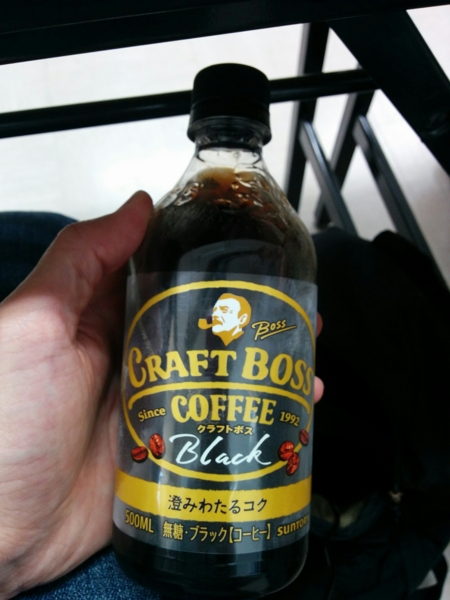 Boss
CRAFT BOSS
Since COFFEE 1992
クラフトボス
Black
澄みわたるコク
500ML 無糖・ブラック【コーヒー】 SUNTORY